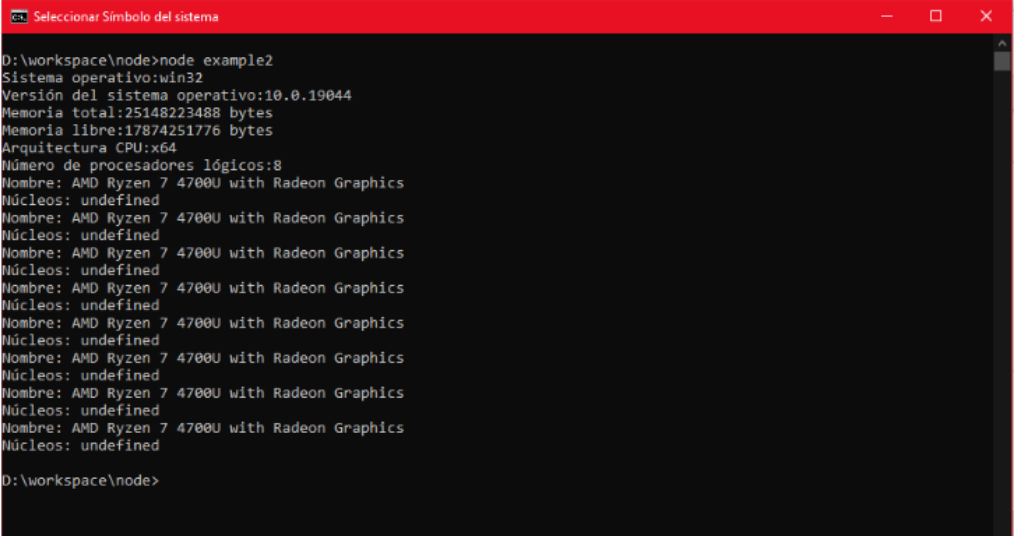 Seleccionar Símbolo del sistema
D:\workspace\node>node example2
Sistema operativo:win32
Versión del sistema operativo:10.0.19044
Memoria total:25148223488 bytes
Memoria libre:17874251776 bytes
Arquitectura CPU:x64
Número de procesadores lógicos:8
Nombre: AMD Ryzen 7 4700U with Radeon Graphics
Núcleos: undefined
Nombre: AMD Ryzen 7 4700U with Radeon Graphics
Núcleos: undefined
Nombre: AMD Ryzen 7 4700U with Radeon Graphics
Núcleos: undefined
Nombre: AMD Ryzen 7 4700U with Radeon Graphics
Núcleos: undefined
Nombre: AMD Ryzen 7 4700U with Radeon Graphics
Núcleos: undefined
Nombre: AMD Ryzen 7 4700U with Radeon Graphics
Núcleos: undefined
Nombre: AMD Ryzen 7 4700U with Radeon Graphics
Núcleos: undefined
Nombre: AMD Ryzen 7 4700U with Radeon Graphics
Núcleos: undefined
D:\workspace\node>